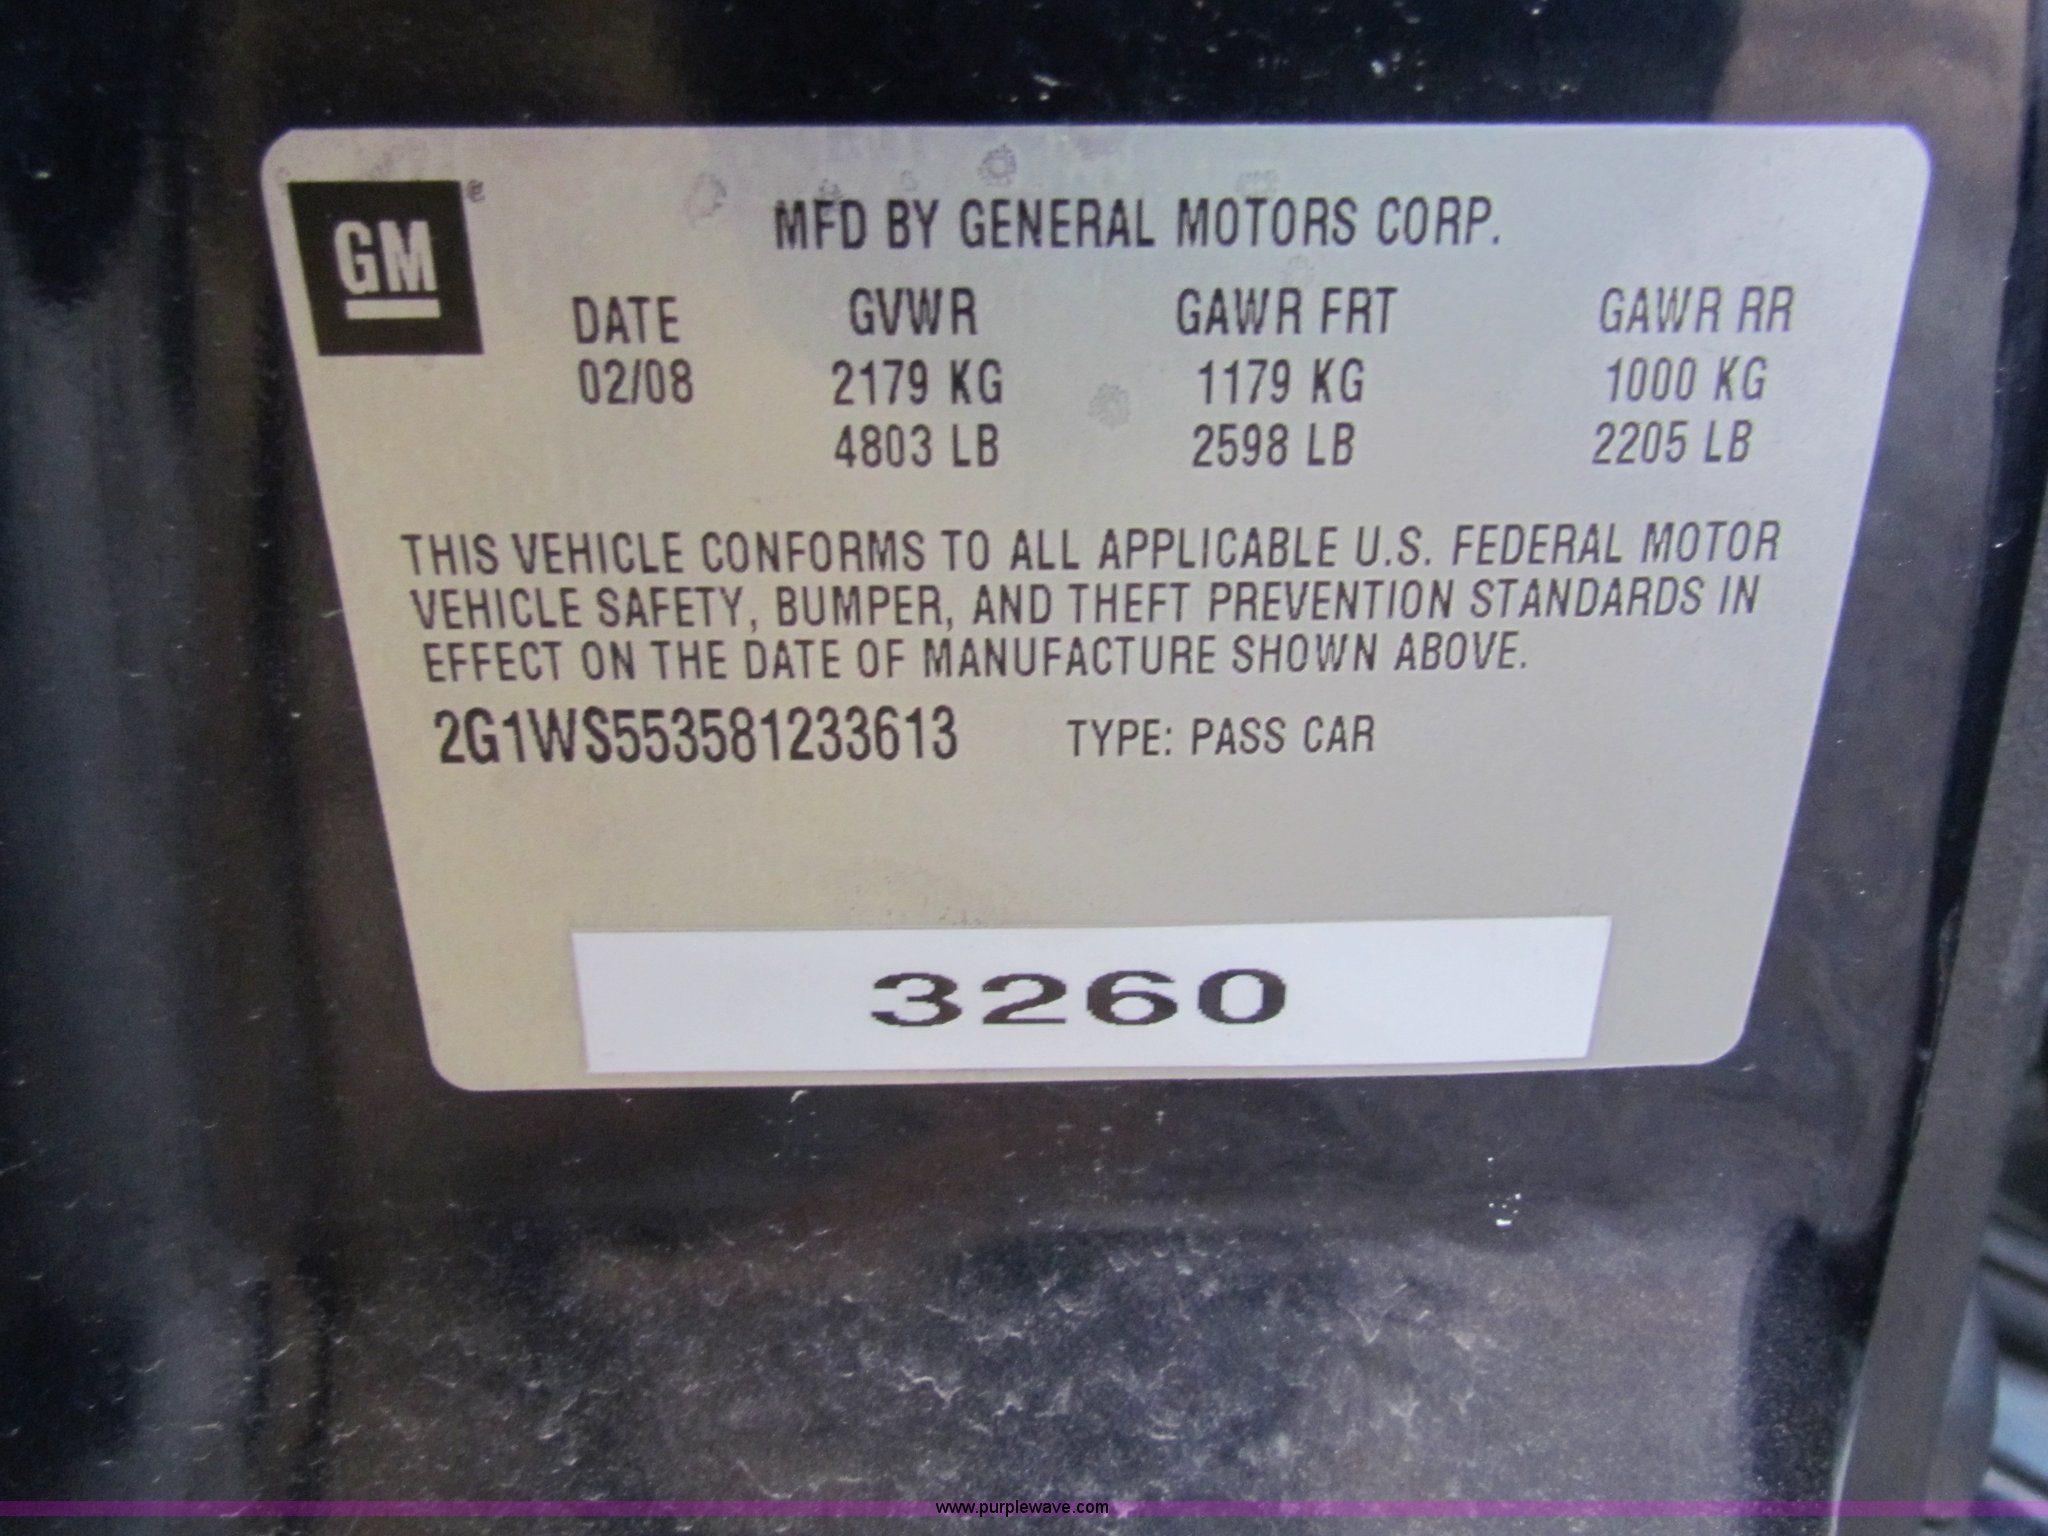 GM
MFD BY GENERAL MOTORS CORP.
DATE GVWR GAWR FRT GAWR RR
02/08 2179 KG 1179 KG 1000 KG
4803 LB 2598 LB 2205 LB
THIS VEHICLE CONFORMS TO ALL APPLICABLE U.S. FEDERAL MOTOR
VEHICLE SAFETY, BUMPER, AND THEFT PREVENTION STANDARDS IN
EFFECT ON THE DATE OF MANUFACTURE SHOWN ABOVE.
2G1WS553581233613 TYPE: PASS CAR
3260
www.purplewave.com